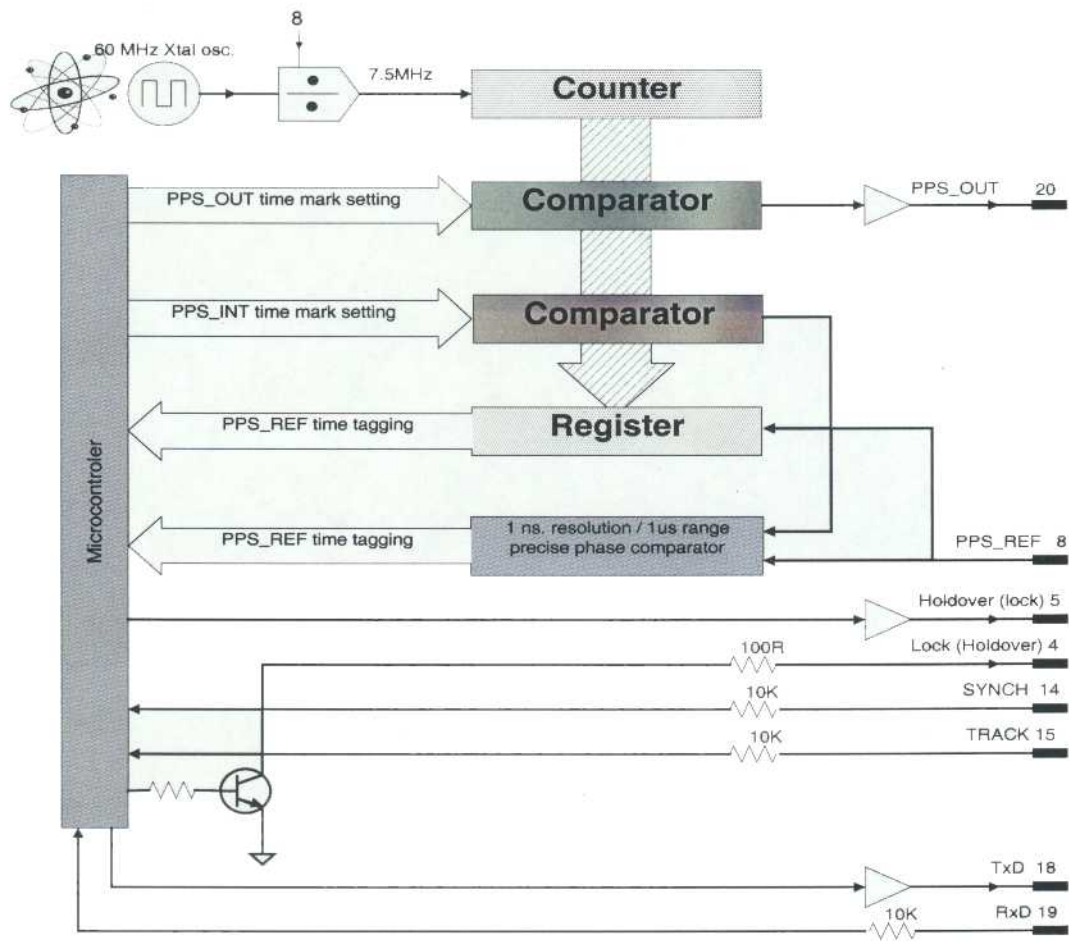 8
60 MHz Xtal osc.
7.5MHz
Counter
PPS_OUT time mark setting
Comparator
PPS_OUT 20
PPS_INT time mark setting
Comparator
PPS_REF time tagging
Register
Microcontroler
PPS_REF time tagging
1 ns. resolution / 1us range
precise phase comparator
PPS_REF 8
Holdover (lock) 5
100R
Lock (Holdover) 4
10K
SYNCH 14
10K
TRACK 15
TxD 18
10K
RxD 19